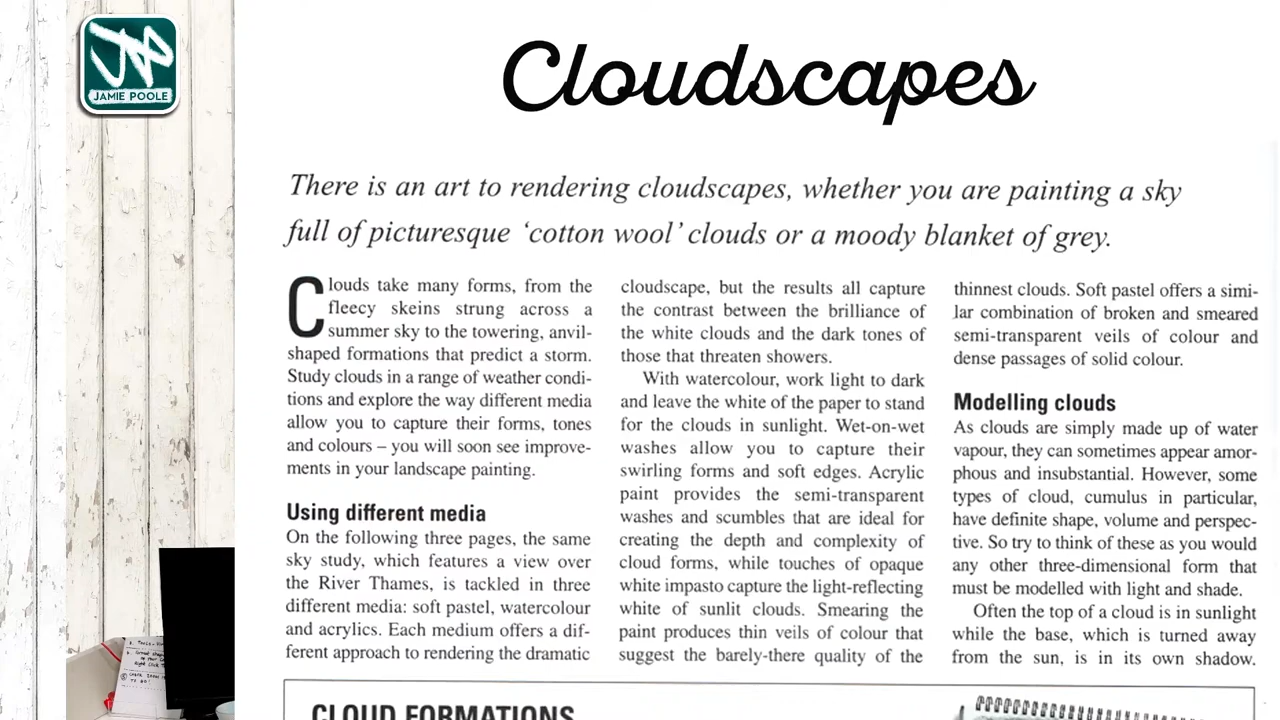 JAMIE POOLE
Cloudscapes
There is an art to rendering cloudscapes, whether you are painting a sky
full of picturesque ‘cotton wool’ clouds or a moody blanket of grey.
Clouds take many forms, from the
fleecy skeins strung across a
summer sky to the towering, anvil-
shaped formations that predict a storm.
Study clouds in a range of weather condi-
tions and explore the way different media
allow you to capture their forms, tones
and colours – you will soon see improve-
ments in your landscape painting.
Using different media
On the following three pages, the same
sky study, which features a view over
the River Thames, is tackled in three
different media: soft pastel, watercolour
and acrylics. Each medium offers a dif-
ferent approach to rendering the dramatic
cloudscape, but the results all capture
the contrast between the brilliance of
the white clouds and the dark tones of
those that threaten showers.
With watercolour, work light to dark
and leave the white of the paper to stand
for the clouds in sunlight. Wet-on-wet
washes allow you to capture their
swirling forms and soft edges. Acrylic
paint provides the semi-transparent
washes and scumbles that are ideal for
creating the depth and complexity of
cloud forms, while touches of opaque
white impasto capture the light-reflecting
white of sunlit clouds. Smearing the
paint produces thin veils of colour that
suggest the barely-there quality of the
thinnest clouds. Soft pastel offers a simi-
lar combination of broken and smeared
semi-transparent veils of colour and
dense passages of solid colour.
Modelling clouds
As clouds are simply made up of water
vapour, they can sometimes appear amor-
phous and insubstantial. However, some
types of cloud, cumulus in particular,
have definite shape, volume and perspec-
tive. So try to think of these as you would
any other three-dimensional form that
must be modelled with light and shade.
Often the top of a cloud is in sunlight
while the base, which is turned away
from the sun, is in its own shadow.
CLOUD FORMATIONS